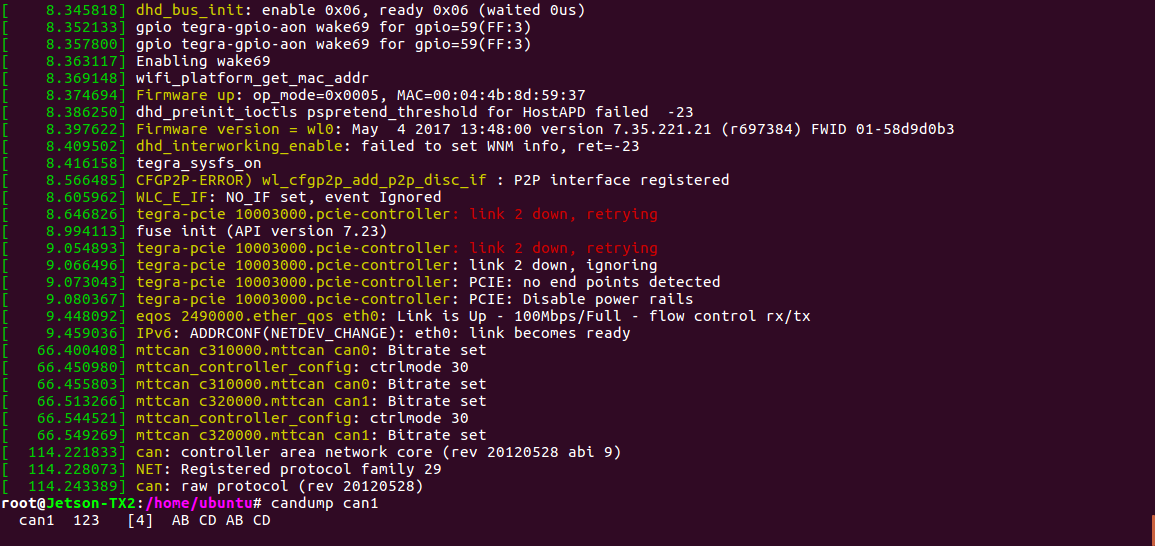 [    8.345818] dhd_bus_init: enable 0x06, ready 0x06 (waited 0us)
[    8.352133] gpio tegra-gpio-aon wake69 for gpio=59(FF:3)
[    8.357800] gpio tegra-gpio-aon wake69 for gpio=59(FF:3)
[    8.363117] Enabling wake69
[    8.369148] wifi_platform_get_mac_addr
[    8.374694] Firmware up: op_mode=0x0005, MAC=00:04:4b:8d:59:37
[    8.386250] dhd_preinit_ioctls pspretend_threshold for HostAPD failed  -23
[    8.397622] Firmware version = wl0: May  4 2017 13:48:00 version 7.35.221.21 (r697384) FWID 01-58d9d0b3
[    8.409502] dhd_interworking_enable: failed to set WNM info, ret=-23
[    8.416158] tegra_sysfs_on
[    8.566485] CFGP2P-ERROR) wl_cfgp2p_add_p2p_disc_if : P2P interface registered
[    8.605962] WLC_E_IF: NO_IF set, event Ignored
[    8.646826] tegra-pcie 10003000.pcie-controller: link 2 down, retrying
[    8.994113] fuse init (API version 7.23)
[    9.054893] tegra-pcie 10003000.pcie-controller: link 2 down, retrying
[    9.066496] tegra-pcie 10003000.pcie-controller: link 2 down, ignoring
[    9.073043] tegra-pcie 10003000.pcie-controller: PCIE: no end points detected
[    9.080367] tegra-pcie 10003000.pcie-controller: PCIE: Disable power rails
[    9.448092] eqos 2490000.ether_qos eth0: Link is Up - 100Mbps/Full - flow control rx/tx
[    9.459036] IPv6: ADDRCONF(NETDEV_CHANGE): eth0: link becomes ready
[   66.400408] mttcan c310000.mttcan can0: Bitrate set
[   66.450980] mttcan_controller_config: ctrlmode 30
[   66.455803] mttcan c310000.mttcan can0: Bitrate set
[   66.513266] mttcan c320000.mttcan can1: Bitrate set
[   66.544521] mttcan_controller_config: ctrlmode 30
[   66.549269] mttcan c320000.mttcan can1: Bitrate set
[  114.221833] can: controller area network core (rev 20120528 abi 9)
[  114.228073] NET: Registered protocol family 29
[  114.243389] can: raw protocol (rev 20120528)
root@Jetson-TX2:/home/ubuntu# candump can1
  can1  123   [4]  AB CD AB CD